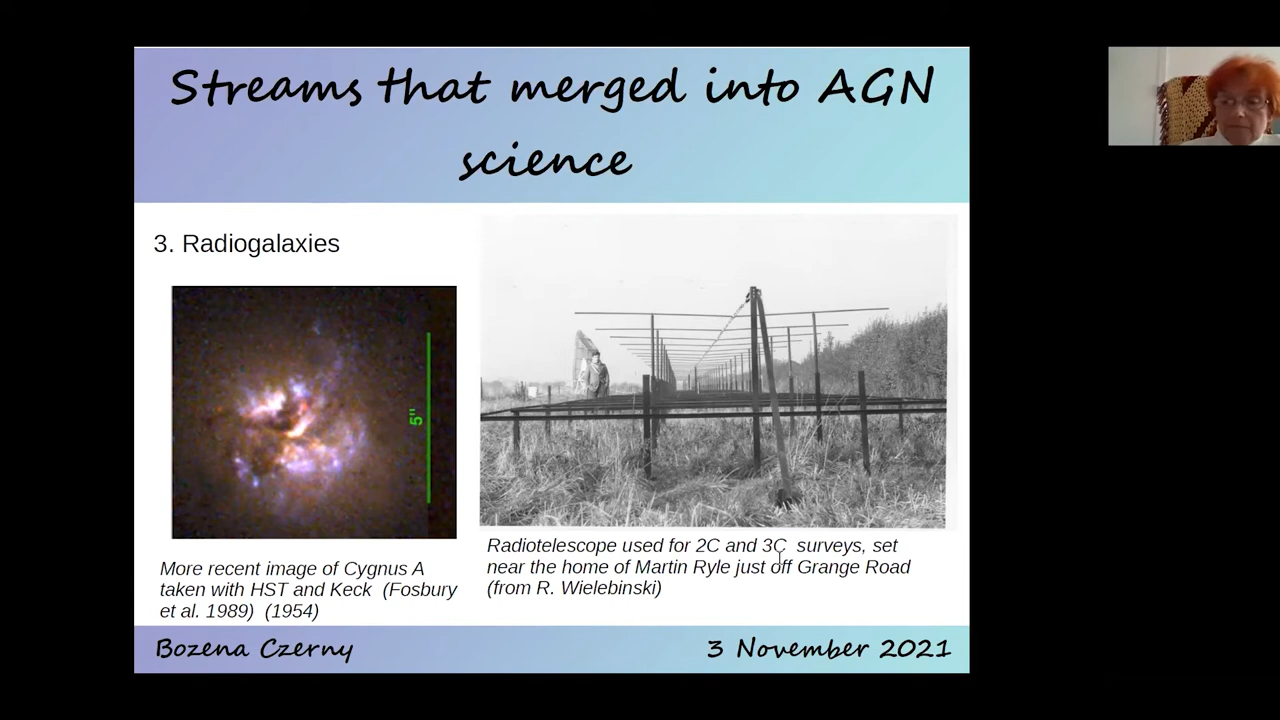 Streams that merged into AGN
science
3. Radiogalaxies
5"
More recent image of Cygnus A
taken with HST and Keck (Fosbury
et al. 1989) (1954)
Radiotelescope used for 2C and 3C surveys, set
near the home of Martin Ryle just off Grange Road
(from R. Wielebinski)
Bozena Czerny
3 November 2021